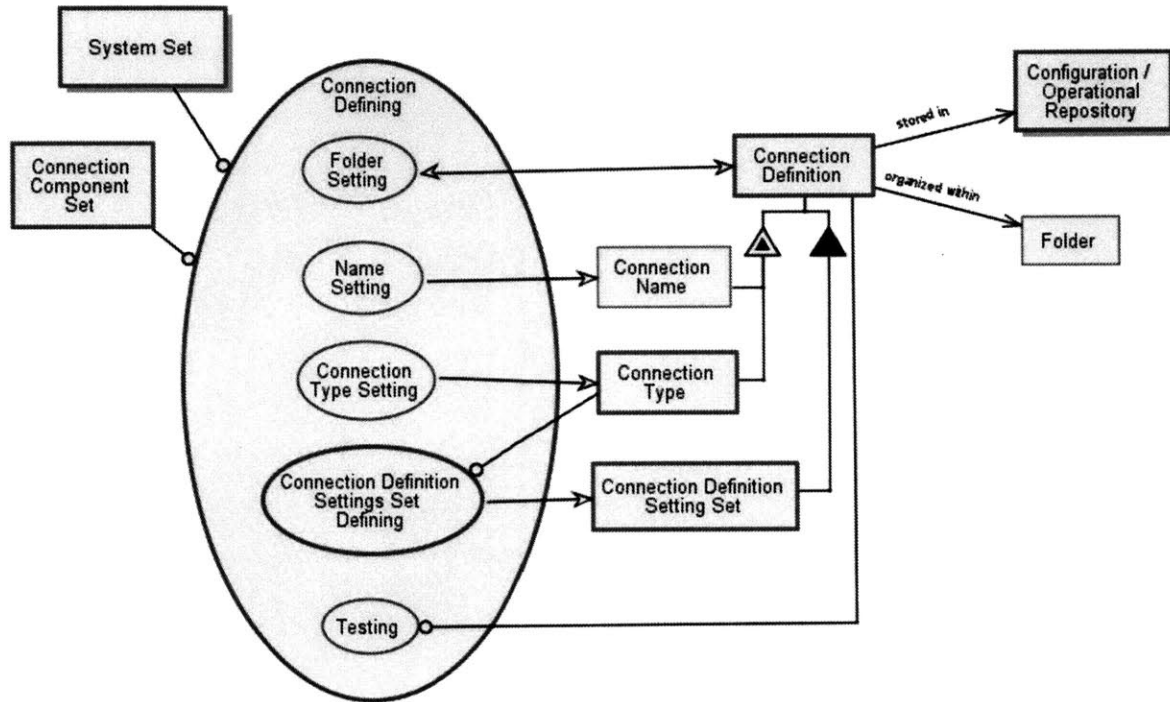 System Set
Connection
Component
Set
Connection
Defining
Folder
Setting
Name
Setting
Connection
Type Setting
Connection Definition
Settings Set
Defining
Testing
Connection
Definition
Connection
Name
Connection
Type
Connection Definition
Setting Set
stored in
organized within
Configuration /
Operational
Repository
Folder